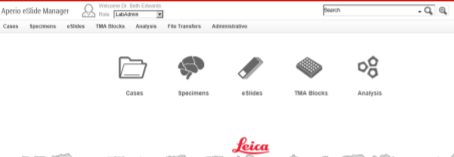 Aperio eSlide Manager
Welcome Dr. Beth Edwards
Role LabAdmin
Search
Cases Specimens eSlides TMA Blocks Analysis File Transfers Administrative
Cases Specimens eSlides TMA Blocks Analysis
Leica